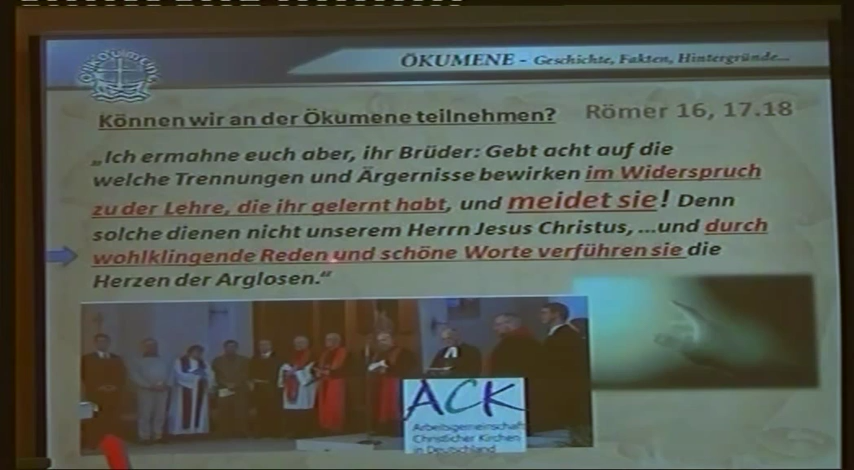 ÖKUMENE - Geschichte, Fakten, Hintergründe...
Können wir an der Ökumene teilnehmen? Römer 16, 17.18
„Ich ermahne euch aber, ihr Brüder: Gebt acht auf die
welche Trennungen und Ärgernisse bewirken im Widerspruch
zu der Lehre, die ihr gelernt habt, und meidet sie! Denn
solche dienen nicht unserem Herrn Jesus Christus, ...und durch
wohlklingende Reden und schöne Worte verführen sie die
Herzen der Arglosen.“
ACK
Arbeitsgemeinschaft
Christlicher Kirchen
in Deutschland